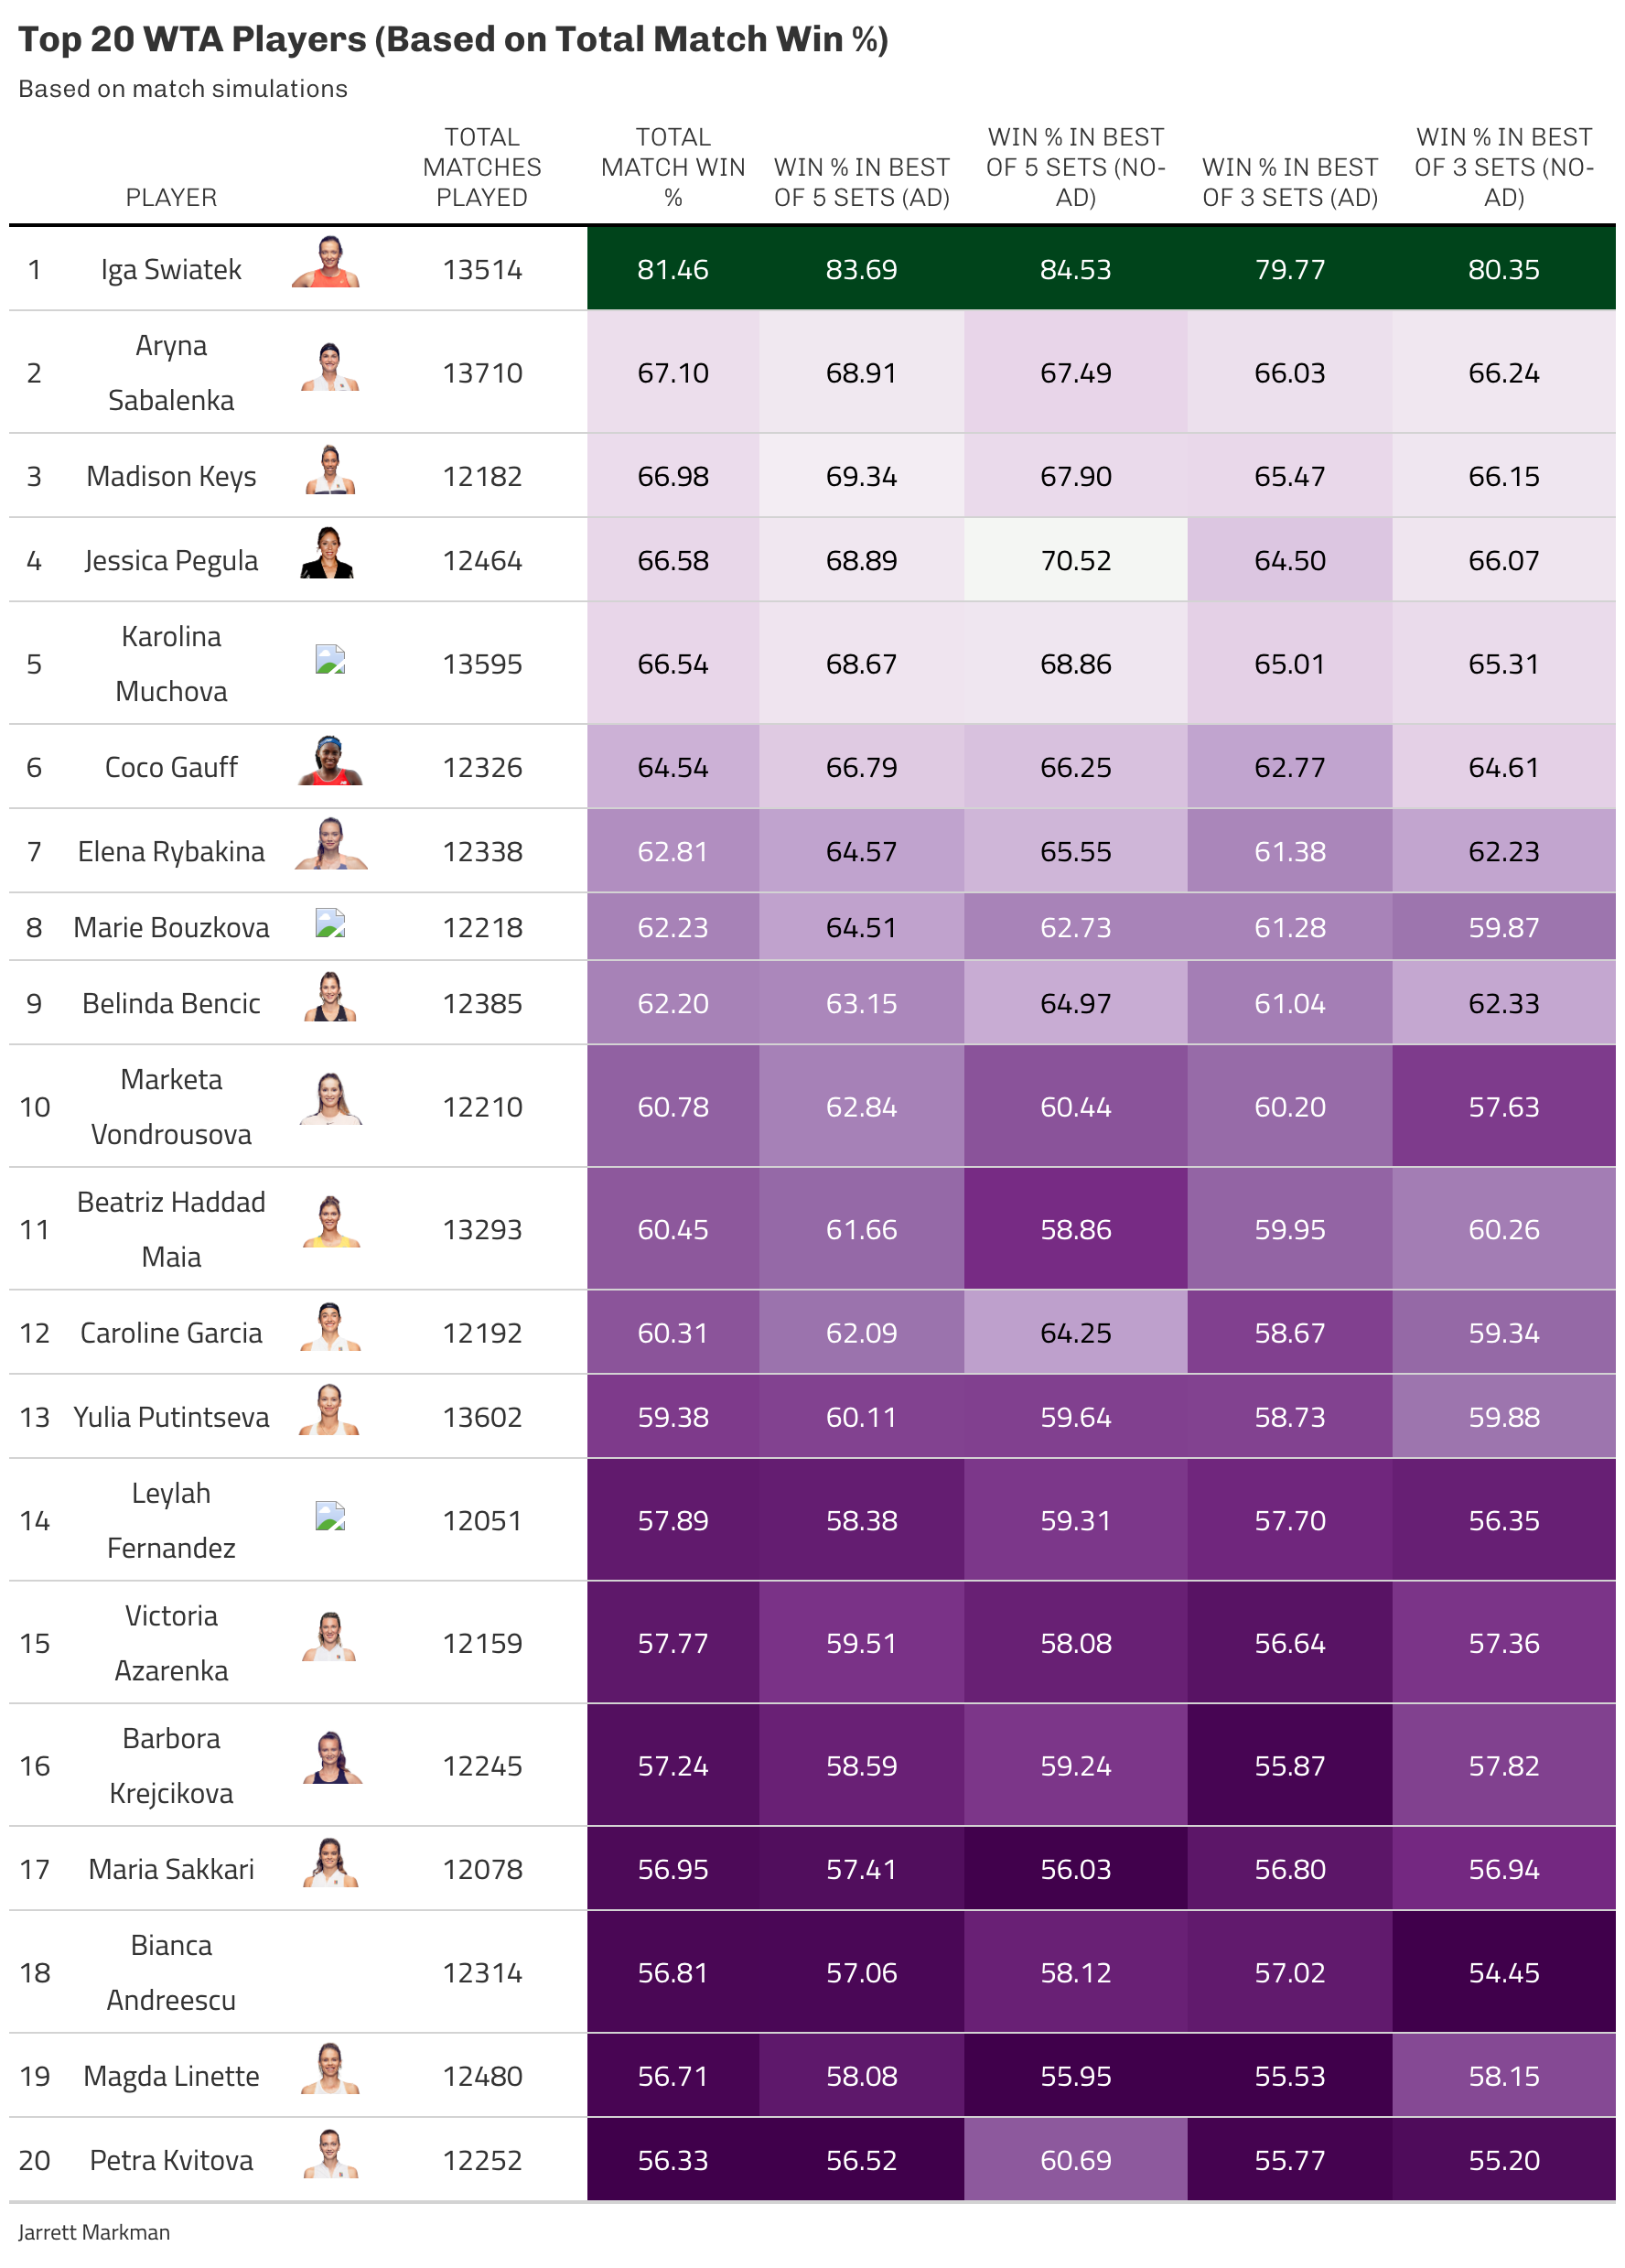 Top 20 WTA Players (Based on Total Match Win %)
Based on match simulations
PLAYER
TOTAL
MATCHES
PLAYED
TOTAL
MATCH WIN
%
WIN % IN BEST
OF 5 SETS (AD)
WIN % IN BEST
OF 5 SETS (NO-
AD)
WIN % IN BEST
OF 3 SETS (AD)
WIN % IN BEST
OF 3 SETS (NO-
AD)
1 Iga Swiatek 13514 81.46 83.69 84.53 79.77 80.35
2 Aryna
Sabalenka 13710 67.10 68.91 67.49 66.03 66.24
3 Madison Keys 12182 66.98 69.34 67.90 65.47 66.15
4 Jessica Pegula 12464 66.58 68.89 70.52 64.50 66.07
5 Karolina
Muchova 13595 66.54 68.67 68.86 65.01 65.31
6 Coco Gauff 12326 64.54 66.79 66.25 62.77 64.61
7 Elena Rybakina 12338 62.81 64.57 65.55 61.38 62.23
8 Marie Bouzkova 12218 62.23 64.51 62.73 61.28 59.87
9 Belinda Bencic 12385 62.20 63.15 64.97 61.04 62.33
10 Marketa
Vondrousova 12210 60.78 62.84 60.44 60.20 57.63
11 Beatriz Haddad
Maia 13293 60.45 61.66 58.86 59.95 60.26
12 Caroline Garcia 12192 60.31 62.09 64.25 58.67 59.34
13 Yulia Putintseva 13602 59.38 60.11 59.64 58.73 59.88
14 Leylah
Fernandez 12051 57.89 58.38 59.31 57.70 56.35
15 Victoria
Azarenka 12159 57.77 59.51 58.08 56.64 57.36
16 Barbora
Krejcikova 12245 57.24 58.59 59.24 55.87 57.82
17 Maria Sakkari 12078 56.95 57.41 56.03 56.80 56.94
18 Bianca
Andreescu 12314 56.81 57.06 58.12 57.02 54.45
19 Magda Linette 12480 56.71 58.08 55.95 55.53 58.15
20 Petra Kvitova 12252 56.33 56.52 60.69 55.77 55.20
Jarrett Markman